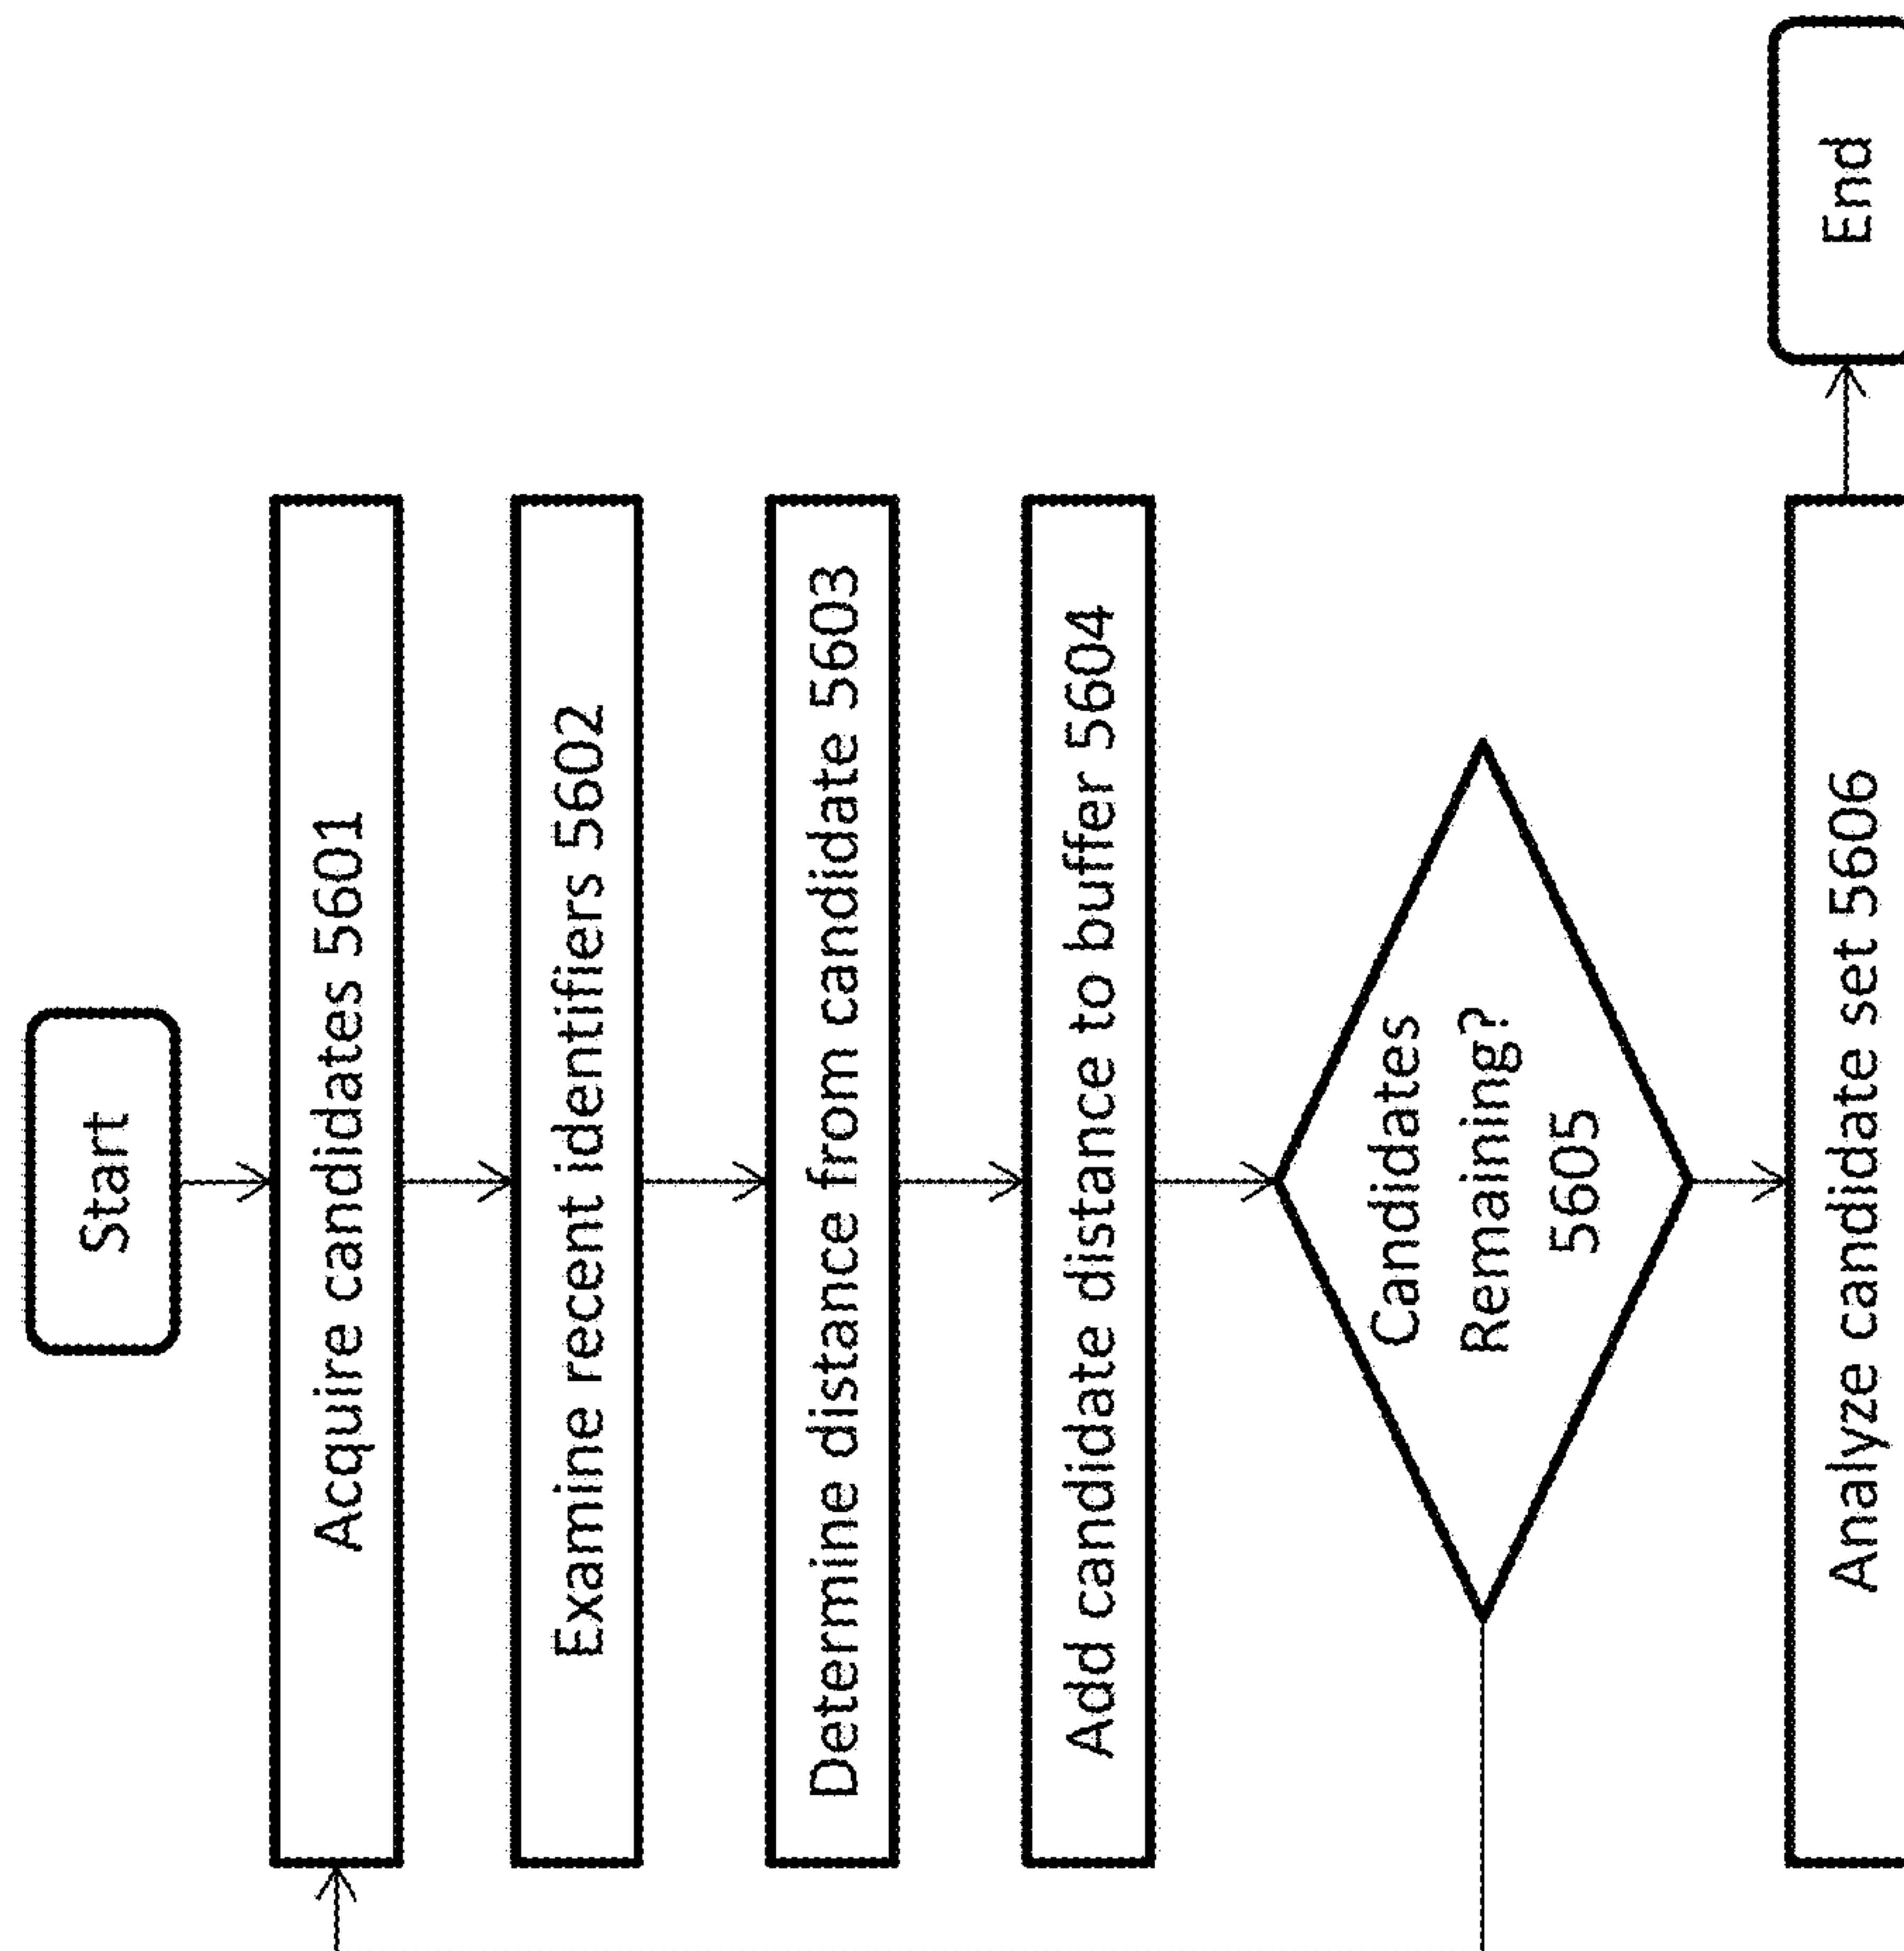 Start
Acquire candidates 5601
Examine recent identifiers 5602
Determine distance from candidate 5603
Add candidate distance to buffer 5604
Candidates
Remaining?
5605
Analyze candidate set 5606
End